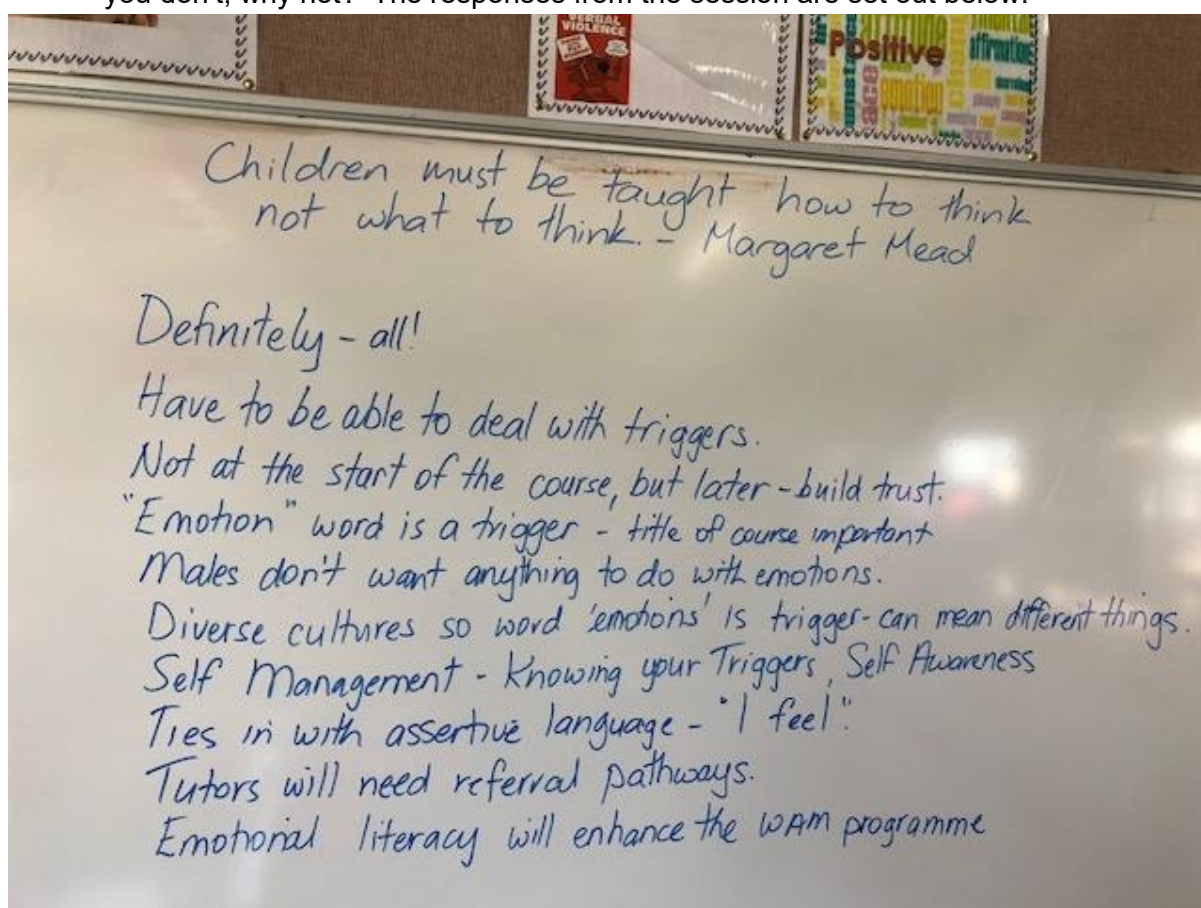 you don't, why not? The responses from the session are set out below:
VERBAL
VIOLENCE
Positive
affirmation
emotion
Children must be taught how to think
not what to think. - Margaret Mead
Definitely - all!
Have to be able to deal with triggers.
Not at the start of the course, but later - build trust.
"Emotion" word is a trigger - title of course important
Males don't want anything to do with emotions.
Diverse cultures so word 'emotions' is trigger - can mean different things.
Self Management - Knowing your Triggers, Self Awareness
Ties in with assertive language - "I feel".
Tutors will need referral pathways.
Emotional literacy will enhance the WAM programme